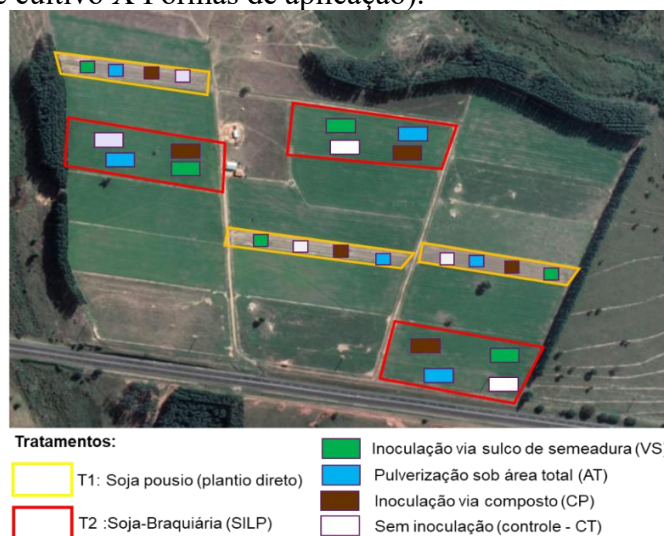 e cultivo X Formas de aplicação).
Tratamentos:
T1: Soja pousio (plantio direto)
T2 :Soja-Braquiária (SILP)
Inoculação via sulco de semeadura (VS)
Pulverização sob área total (AT)
Inoculação via composto (CP)
Sem inoculação (controle - CT)